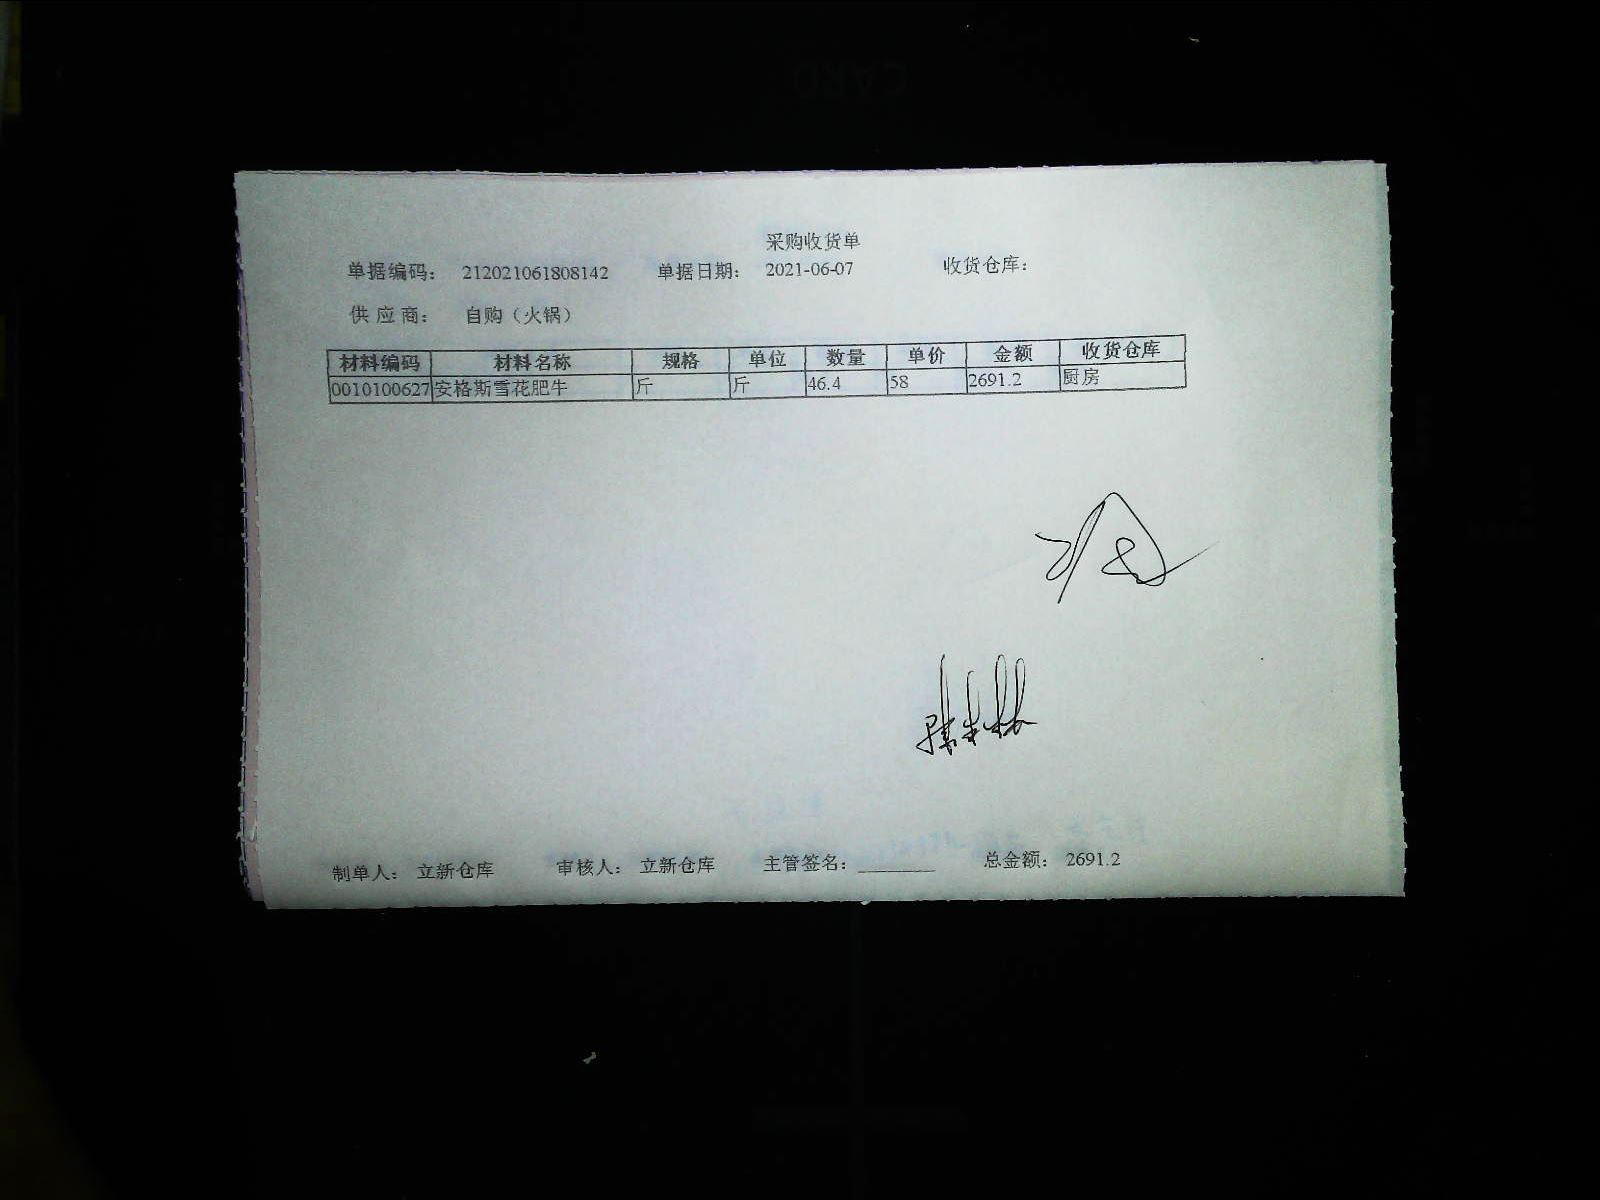 采购收货单
单据编码： 212021061808142 单据日期： 2021-06-07 收货仓库：
供 应 商： 自购（火锅）
材料编码 材料名称 规格 单位 数量 单价 金额 收货仓库
0010100627 安格斯雪花肥牛 斤 斤 46.4 58 2691.2 厨房
制单人： 立新仓库 审核人： 立新仓库 主管签名：________ 总金额： 2691.2